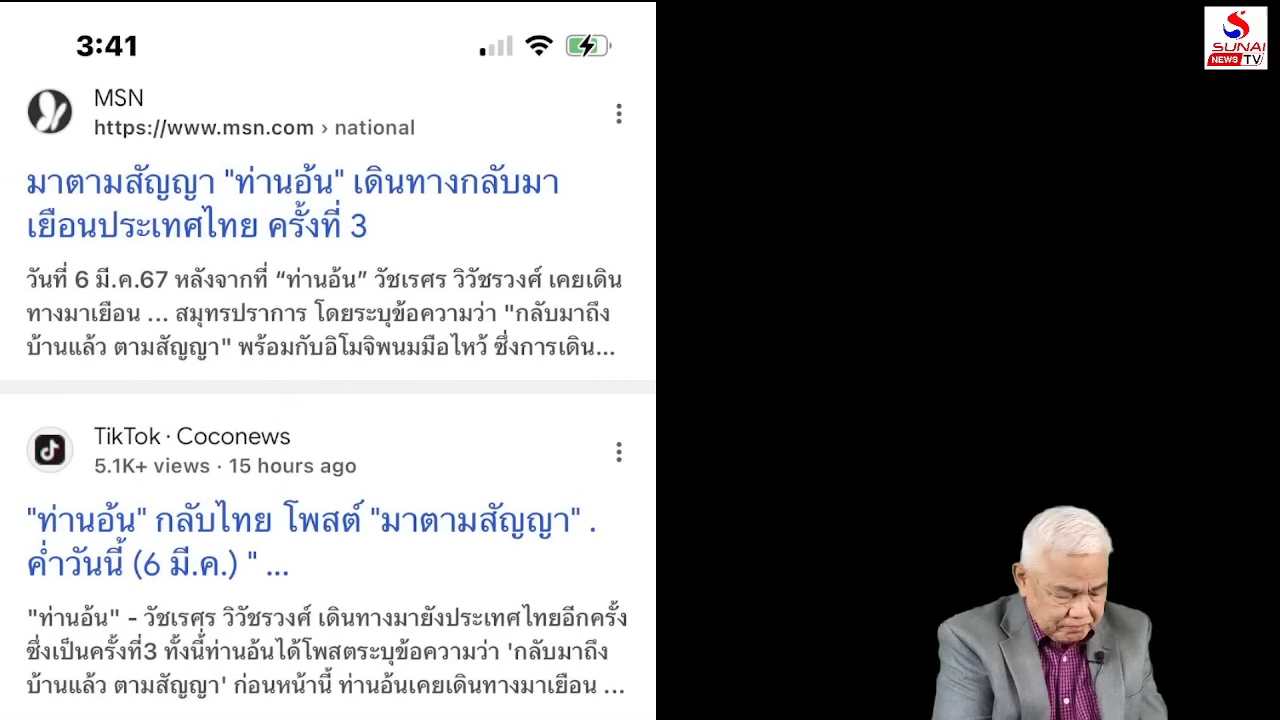 3:41
SUNAI
NEWS TV
MSN
https://www.msn.com › national
มาตามสัญญา "ท่านอ้น" เดินทางกลับมา
เยือนประเทศไทย ครั้งที่ 3
วันที่ 6 มี.ค.67 หลังจากที่ “ท่านอ้น” วัชเรศร วิวัชรวงศ์ เคยเดิน
ทางมาเยือน ... สมุทรปราการ โดยระบุข้อความว่า "กลับมาถึง
บ้านแล้ว ตามสัญญา" พร้อมกับอิโมจิพนมมือไหว้ ซึ่งการเดิน...
TikTok · Coconews
5.1K+ views · 15 hours ago
"ท่านอ้น" กลับไทย โพสต์ "มาตามสัญญา" .
ค่ำวันนี้ (6 มี.ค.) " ...
"ท่านอ้น" - วัชเรศร วิวัชรวงศ์ เดินทางมายังประเทศไทยอีกครั้ง
ซึ่งเป็นครั้งที่3 ทั้งนี้ท่านอ้นได้โพสตระบุข้อความว่า 'กลับมาถึง
บ้านแล้ว ตามสัญญา' ก่อนหน้านี้ ท่านอ้นเคยเดินทางมาเยือน ...